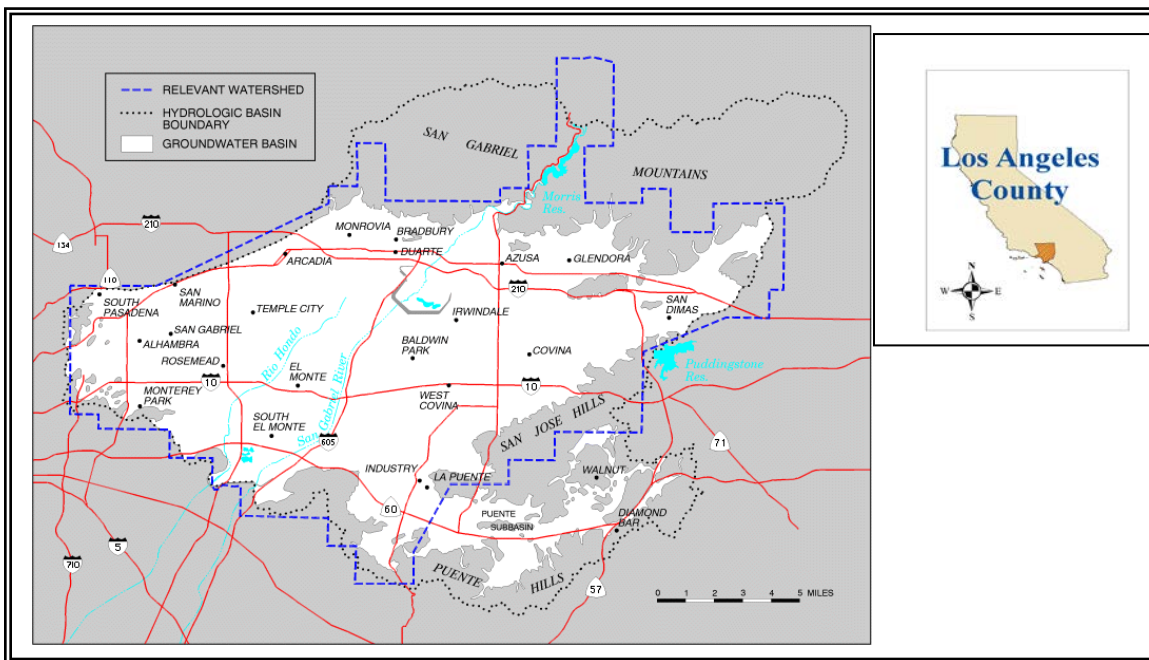 RELEVANT WATERSHED
HYDROLOGIC BASIN
BOUNDARY
GROUNDWATER BASIN
SAN
GABRIEL
MOUNTAINS
Morris
Res.
210
134
110
MONROVIA
BRADBURY
DUARTE
ARCADIA
AZUSA
GLENDORA
210
SAN
MARINO
SOUTH
PASADENA
TEMPLE CITY
SAN
DIMAS
IRWINDALE
SAN GABRIEL
ALHAMBRA
Rio Hondo
BALDWIN
PARK
COVINA
Puddingstone
Res.
ROSEMEAD
10
EL
MONTE
San Gabriel River
10
MONTEREY
PARK
WEST
COVINA
SOUTH
EL MONTE
605
SAN JOSE HILLS
71
INDUSTRY
LA PUENTE
WALNUT
60
PUENTE
SUBBASIN
DIAMOND
BAR
5
710
PUENTE
HILLS
57
0 1 2 3 4 5 MILES
Los Angeles
County
N
W E
S